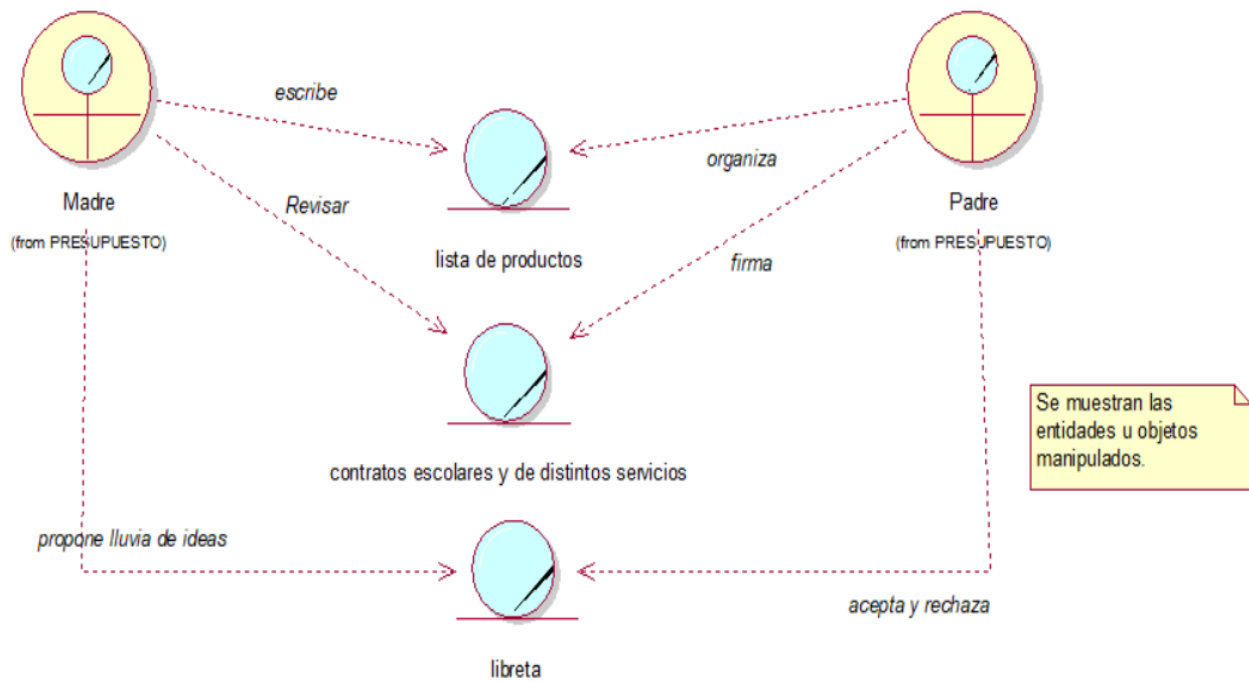 escribe
organiza
Madre
(from PRESUPUESTO)
Revisar
Padre
(from PRESUPUESTO)
lista de productos
firma
Se muestran las
entidades u objetos
manipulados.
contratos escolares y de distintos servicios
propone lluvia de ideas
acepta y rechaza
libreta